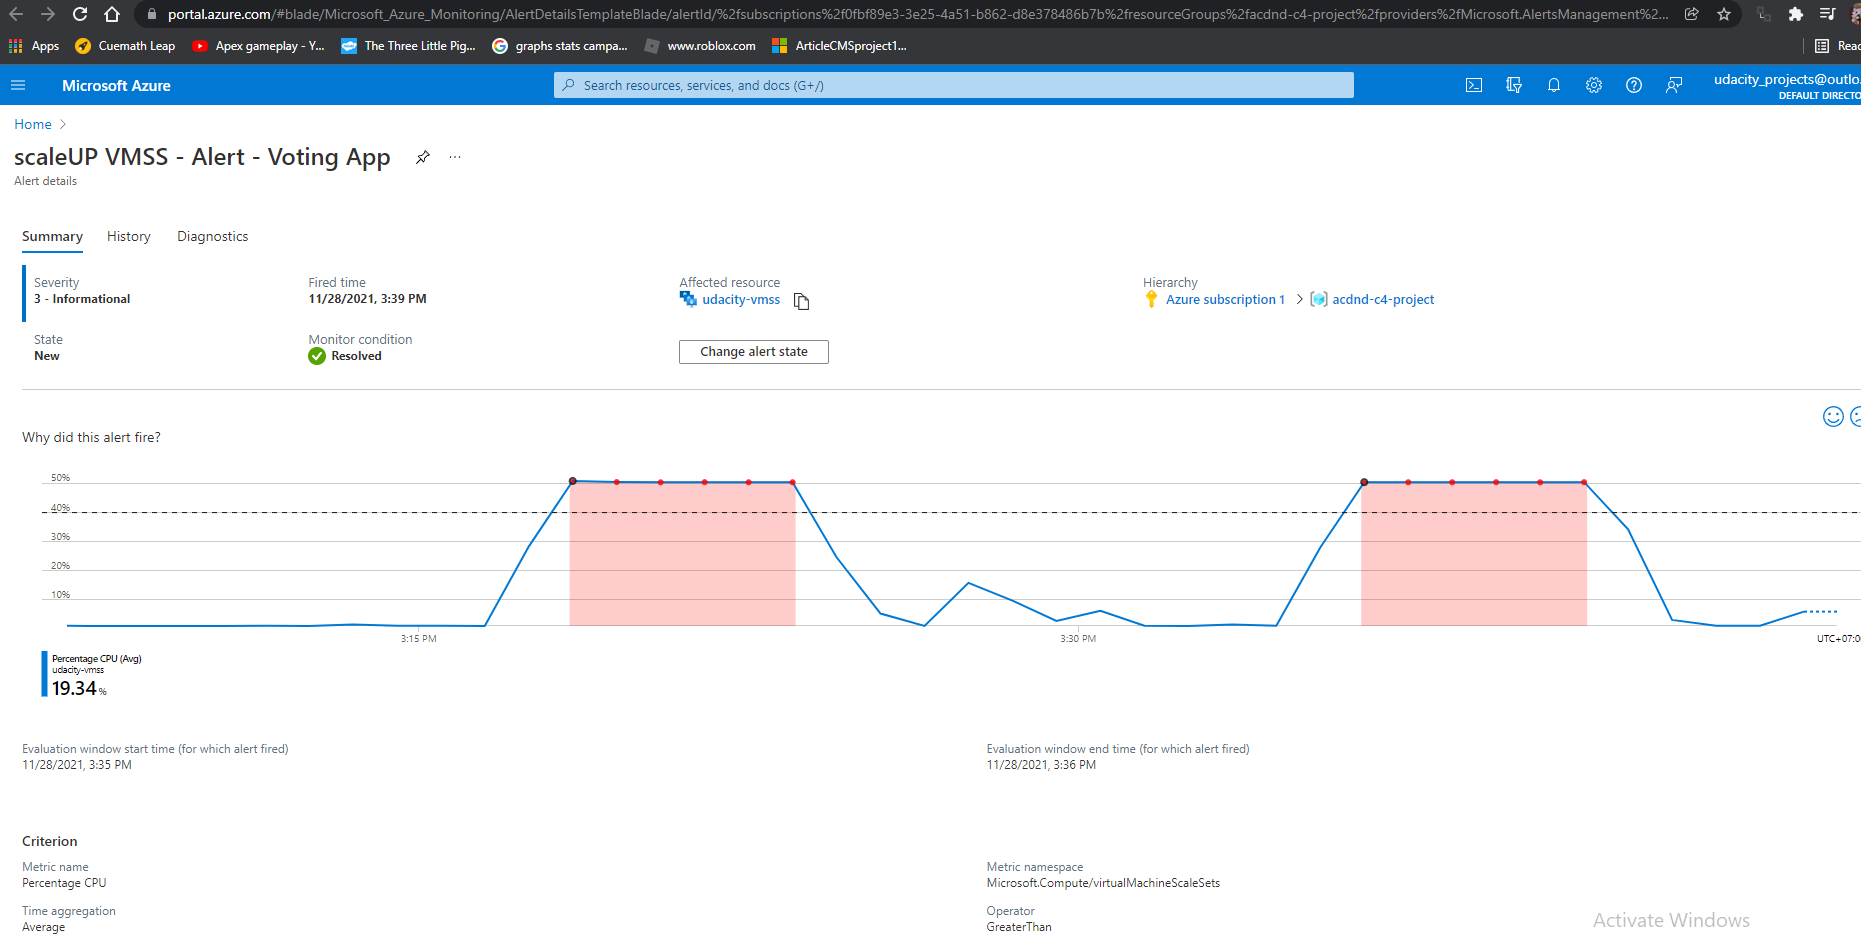 portal.azure.com/#blade/Microsoft_Azure_Monitoring/AlertDetailsTemplateBlade/alertId/%2fsubscriptions%2f0fbf89e3-3e25-4a51-b862-d8e378486b7b%2fresourceGroups%2facdnd-c4-project%2fproviders%2fMicrosoft.AlertsManagement%2...
Apps Cuemath Leap Apex gameplay - Y... The Three Little Pig... graphs stats campa... www.roblox.com ArticleCMSproject1... Reac
Microsoft Azure Search resources, services, and docs (G+/) udacity_projects@outlo.
DEFAULT DIRECTO
Home >
scaleUP VMSS - Alert - Voting App ...
Alert details
Summary History Diagnostics
Severity Fired time Affected resource Hierarchy
3 - Informational 11/28/2021, 3:39 PM udacity-vmss Azure subscription 1 > acdnd-c4-project
State Monitor condition
New Resolved Change alert state
Why did this alert fire?
50%
40%
30%
20%
10%
3:15 PM 3:30 PM UTC+07:0
Percentage CPU (Avg)
udacity-vmss
19.34 %
Evaluation window start time (for which alert fired) Evaluation window end time (for which alert fired)
11/28/2021, 3:35 PM 11/28/2021, 3:36 PM
Criterion
Metric name Metric namespace
Percentage CPU Microsoft.Compute/virtualMachineScaleSets
Time aggregation Operator
Average GreaterThan
Activate Windows